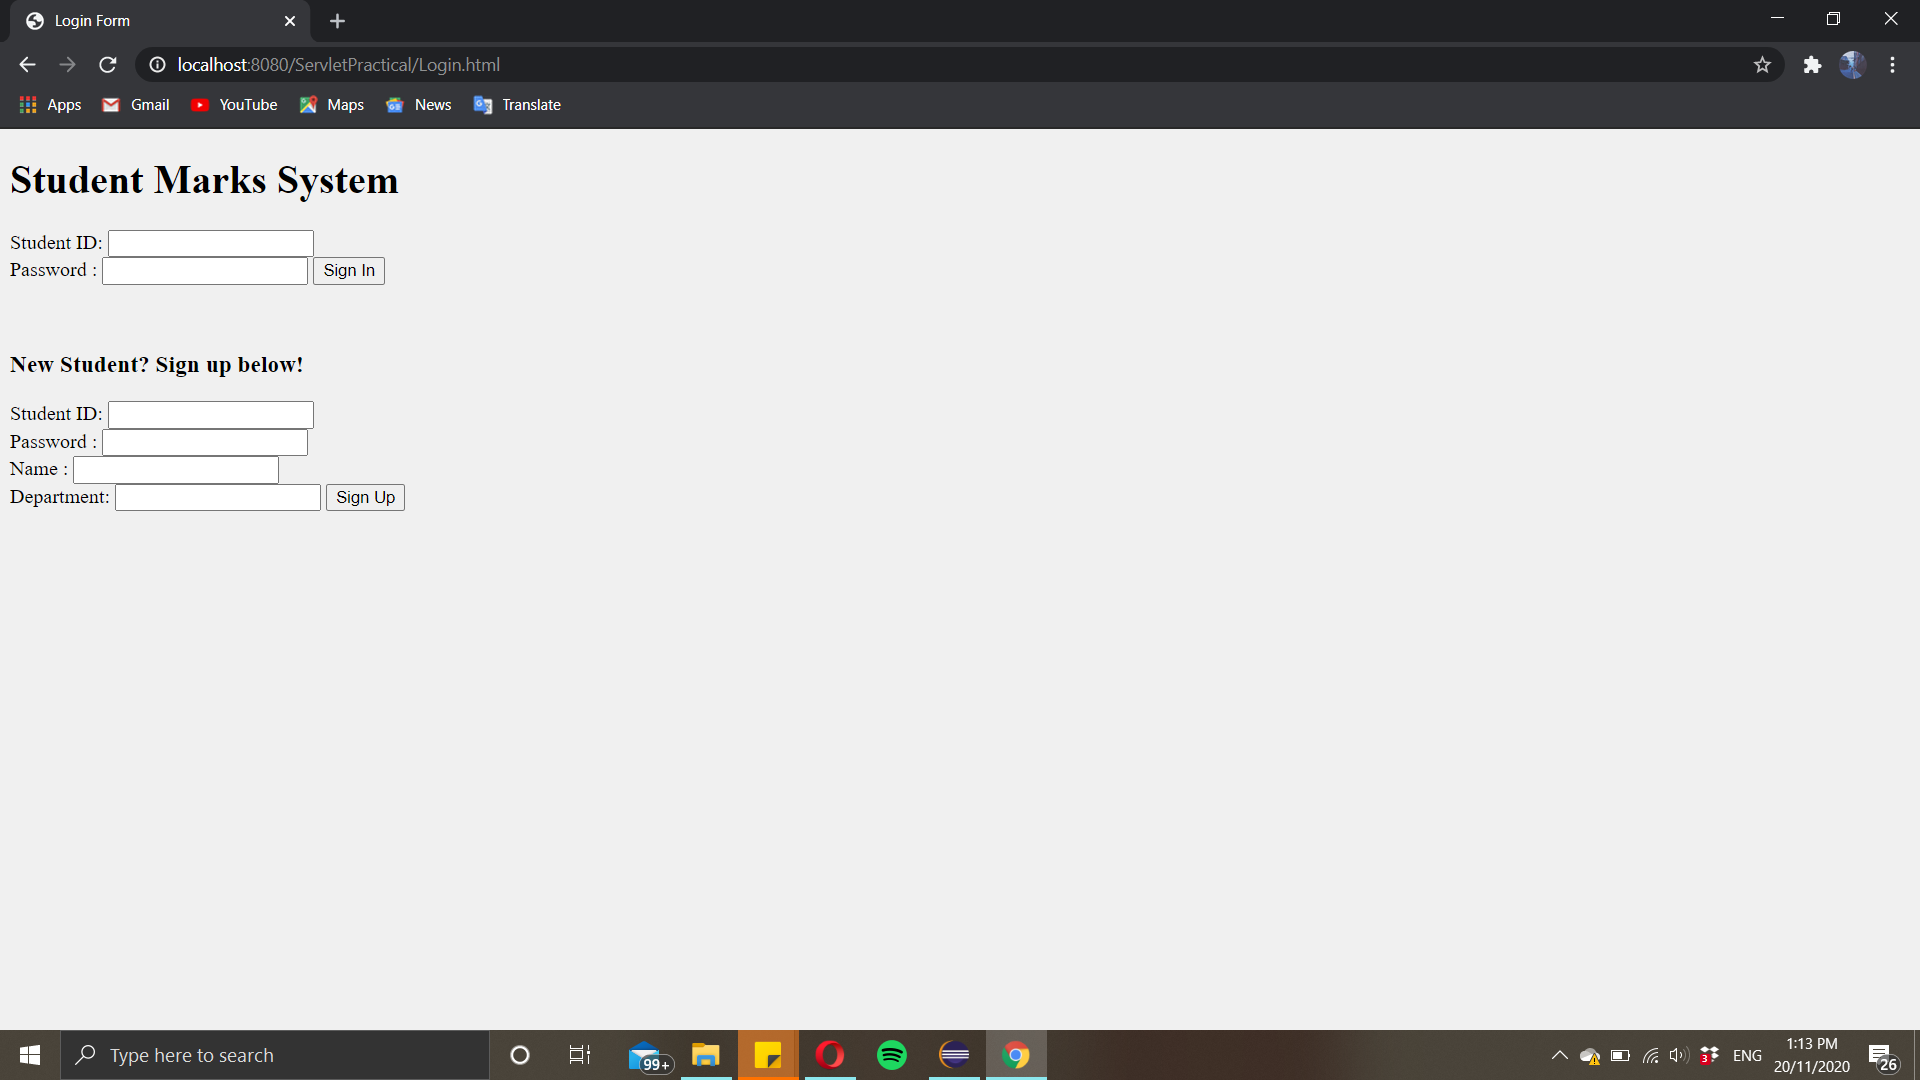 Login Form
localhost:8080/ServletPractical/Login.html
Apps Gmail YouTube Maps News Translate
Student Marks System
Student ID:
Password : Sign In
New Student? Sign up below!
Student ID:
Password :
Name :
Department: Sign Up
Type here to search
99+
3
ENG
1:13 PM
20/11/2020
26